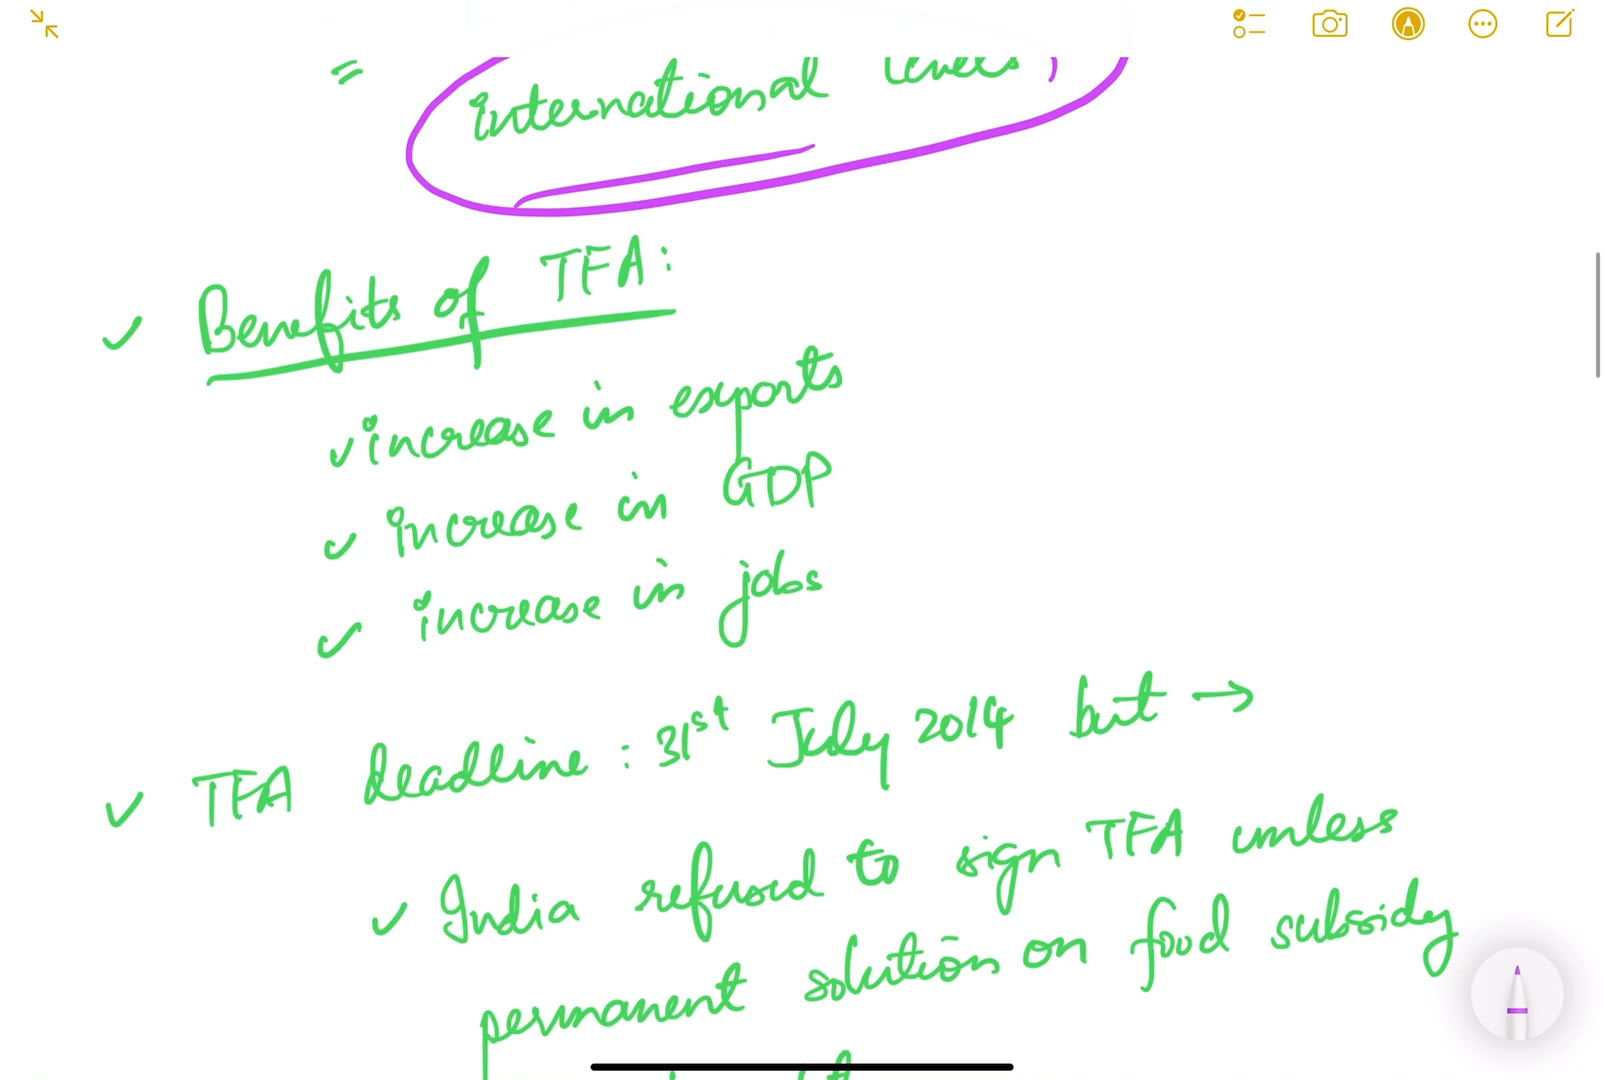 = international levels,
✓ Benefits of TFA:
✓ increase in exports
✓ increase in GDP
✓ increase in jobs
✓ TFA deadline : 31st July 2014 but →
✓ India refused to sign TFA unless
permanent solution on food subsidy